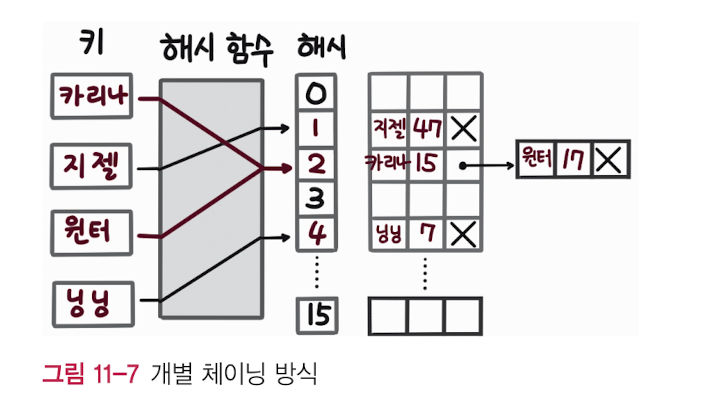 키 해시 함수 해시
카리나 0
지젤 1 지젤 47 X
2 카리나 15 윈터 17 X
윈터 3
4 닝닝 7 X
닝닝
15
그림 11-7 개별 체이닝 방식